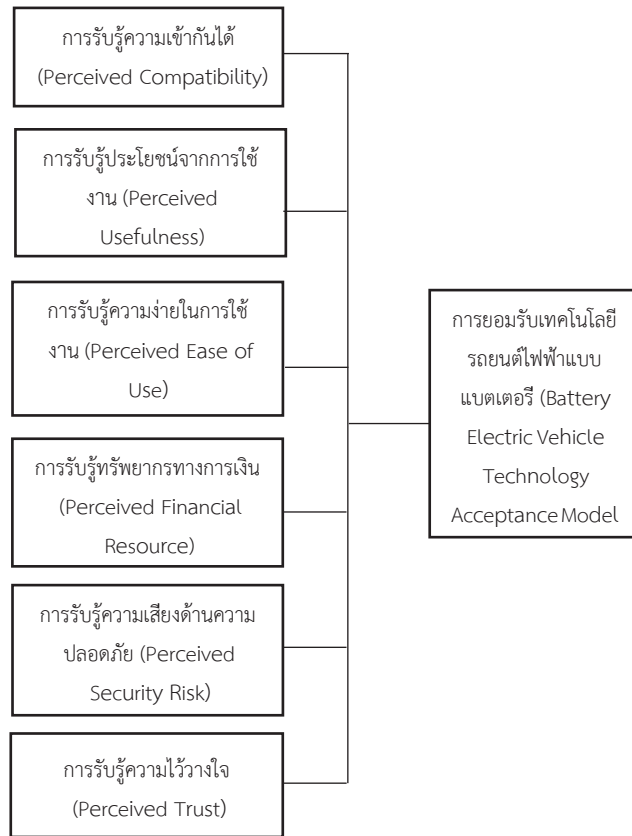 การรับรู้ความเข้ากันได้
(Perceived Compatibility)
การรับรู้ประโยชน์จากการใช้
งาน (Perceived
Usefulness)
การรับรู้ความง่ายในการใช้
งาน (Perceived Ease of
Use)
การรับรู้ทรัพยากรทางการเงิน
(Perceived Financial
Resource)
การรับรู้ความเสี่ยงด้านความ
ปลอดภัย (Perceived
Security Risk)
การรับรู้ความไว้วางใจ
(Perceived Trust)
การยอมรับเทคโนโลยี
รถยนต์ไฟฟ้าแบบ
แบตเตอรี (Battery
Electric Vehicle
Technology
Acceptance Model